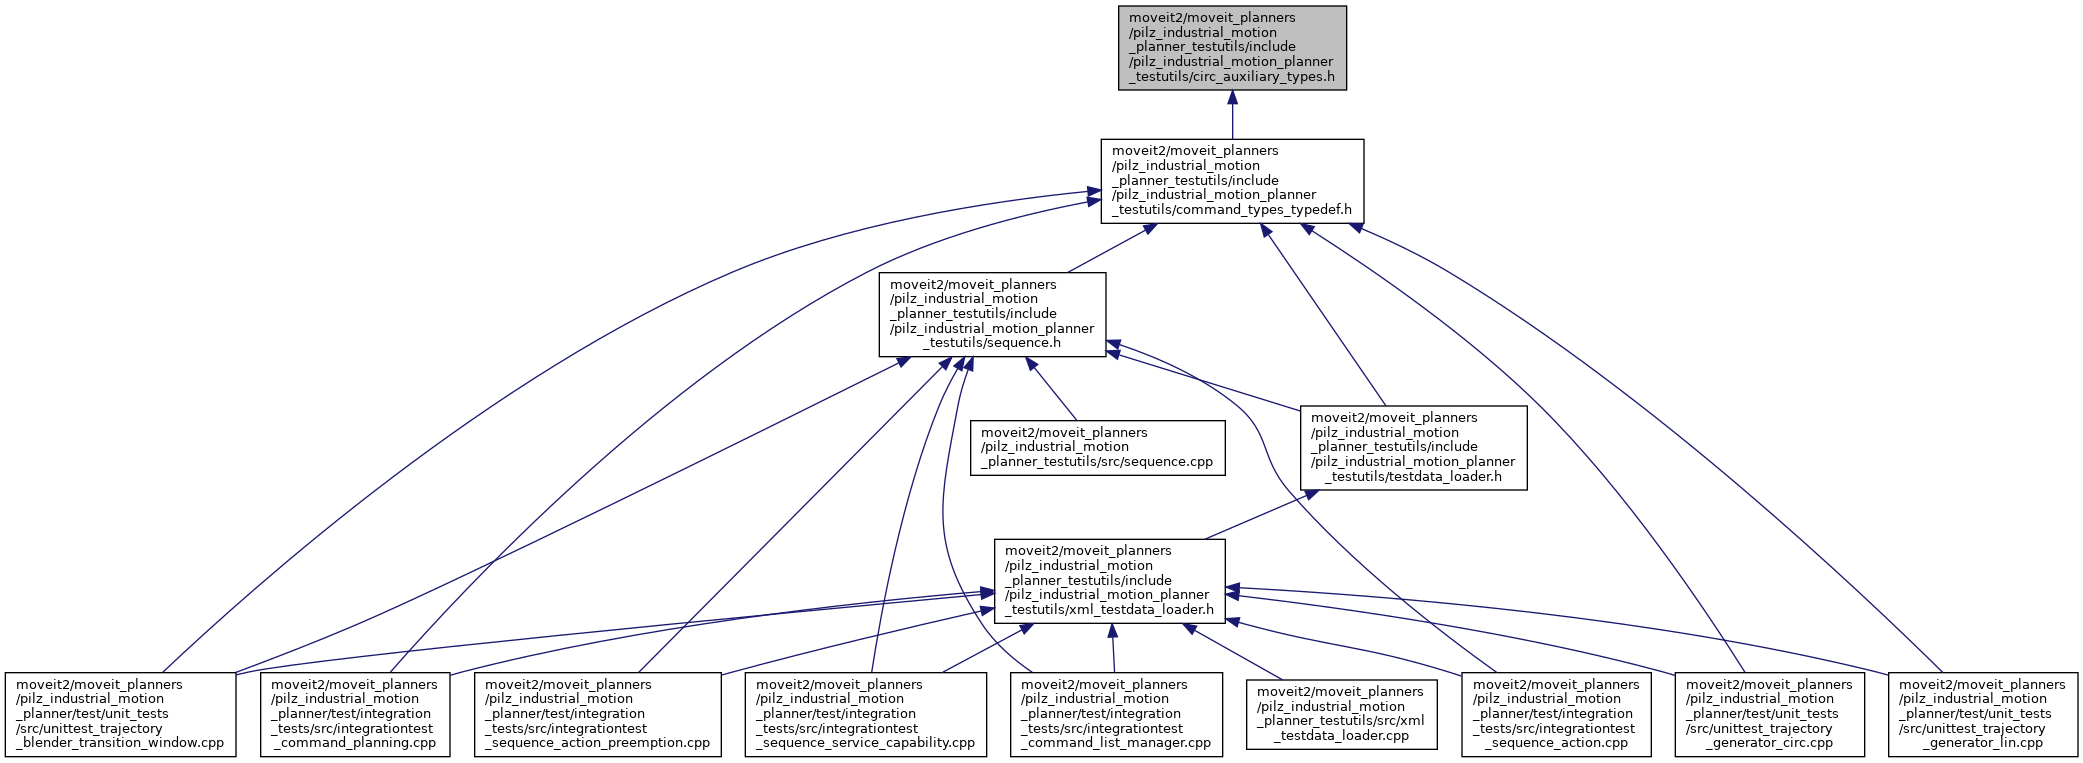 moveit2/moveit_planners
/pilz_industrial_motion
_planner_testutils/include
/pilz_industrial_motion_planner
_testutils/circ_auxiliary_types.h
moveit2/moveit_planners
/pilz_industrial_motion
_planner_testutils/include
/pilz_industrial_motion_planner
_testutils/command_types_typedef.h
moveit2/moveit_planners
/pilz_industrial_motion
_planner_testutils/include
/pilz_industrial_motion_planner
_testutils/sequence.h
moveit2/moveit_planners
/pilz_industrial_motion
_planner_testutils/src/sequence.cpp
moveit2/moveit_planners
/pilz_industrial_motion
_planner_testutils/include
/pilz_industrial_motion_planner
_testutils/testdata_loader.h
moveit2/moveit_planners
/pilz_industrial_motion
_planner_testutils/include
/pilz_industrial_motion_planner
_testutils/xml_testdata_loader.h
moveit2/moveit_planners
/pilz_industrial_motion
_planner/test/unit_tests
/src/unittest_trajectory
_blender_transition_window.cpp
moveit2/moveit_planners
/pilz_industrial_motion
_planner/test/integration
_tests/src/integrationtest
_command_planning.cpp
moveit2/moveit_planners
/pilz_industrial_motion
_planner/test/integration
_tests/src/integrationtest
_sequence_action_preemption.cpp
moveit2/moveit_planners
/pilz_industrial_motion
_planner/test/integration
_tests/src/integrationtest
_sequence_service_capability.cpp
moveit2/moveit_planners
/pilz_industrial_motion
_planner/test/integration
_tests/src/integrationtest
_command_list_manager.cpp
moveit2/moveit_planners
/pilz_industrial_motion
_planner_testutils/src/xml
_testdata_loader.cpp
moveit2/moveit_planners
/pilz_industrial_motion
_planner/test/integration
_tests/src/integrationtest
_sequence_action.cpp
moveit2/moveit_planners
/pilz_industrial_motion
_planner/test/unit_tests
/src/unittest_trajectory
_generator_circ.cpp
moveit2/moveit_planners
/pilz_industrial_motion
_planner/test/unit_tests
/src/unittest_trajectory
_generator_lin.cpp